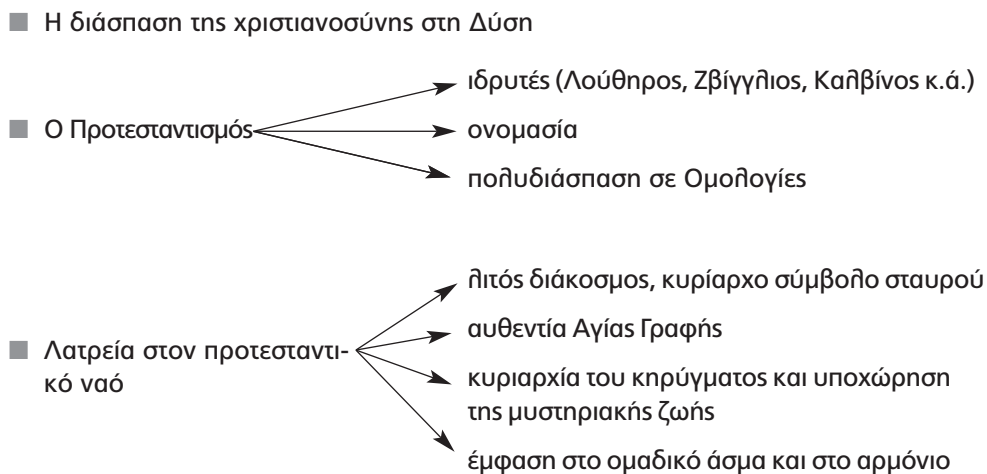 Η διάσπαση της χριστιανοσύνης στη Δύση
Ο Προτεσταντισμός
ιδρυτές (Λούθηρος, Ζβίγγλιος, Καλβίνος κ.ά.)
ονομασία
πολυδιάσπαση σε Ομολογίες
Λατρεία στον προτεσταντι-
κό ναό
λιτός διάκοσμος, κυρίαρχο σύμβολο σταυρού
αυθεντία Αγίας Γραφής
κυριαρχία του κηρύγματος και υποχώρηση
της μυστηριακής ζωής
έμφαση στο ομαδικό άσμα και στο αρμόνιο